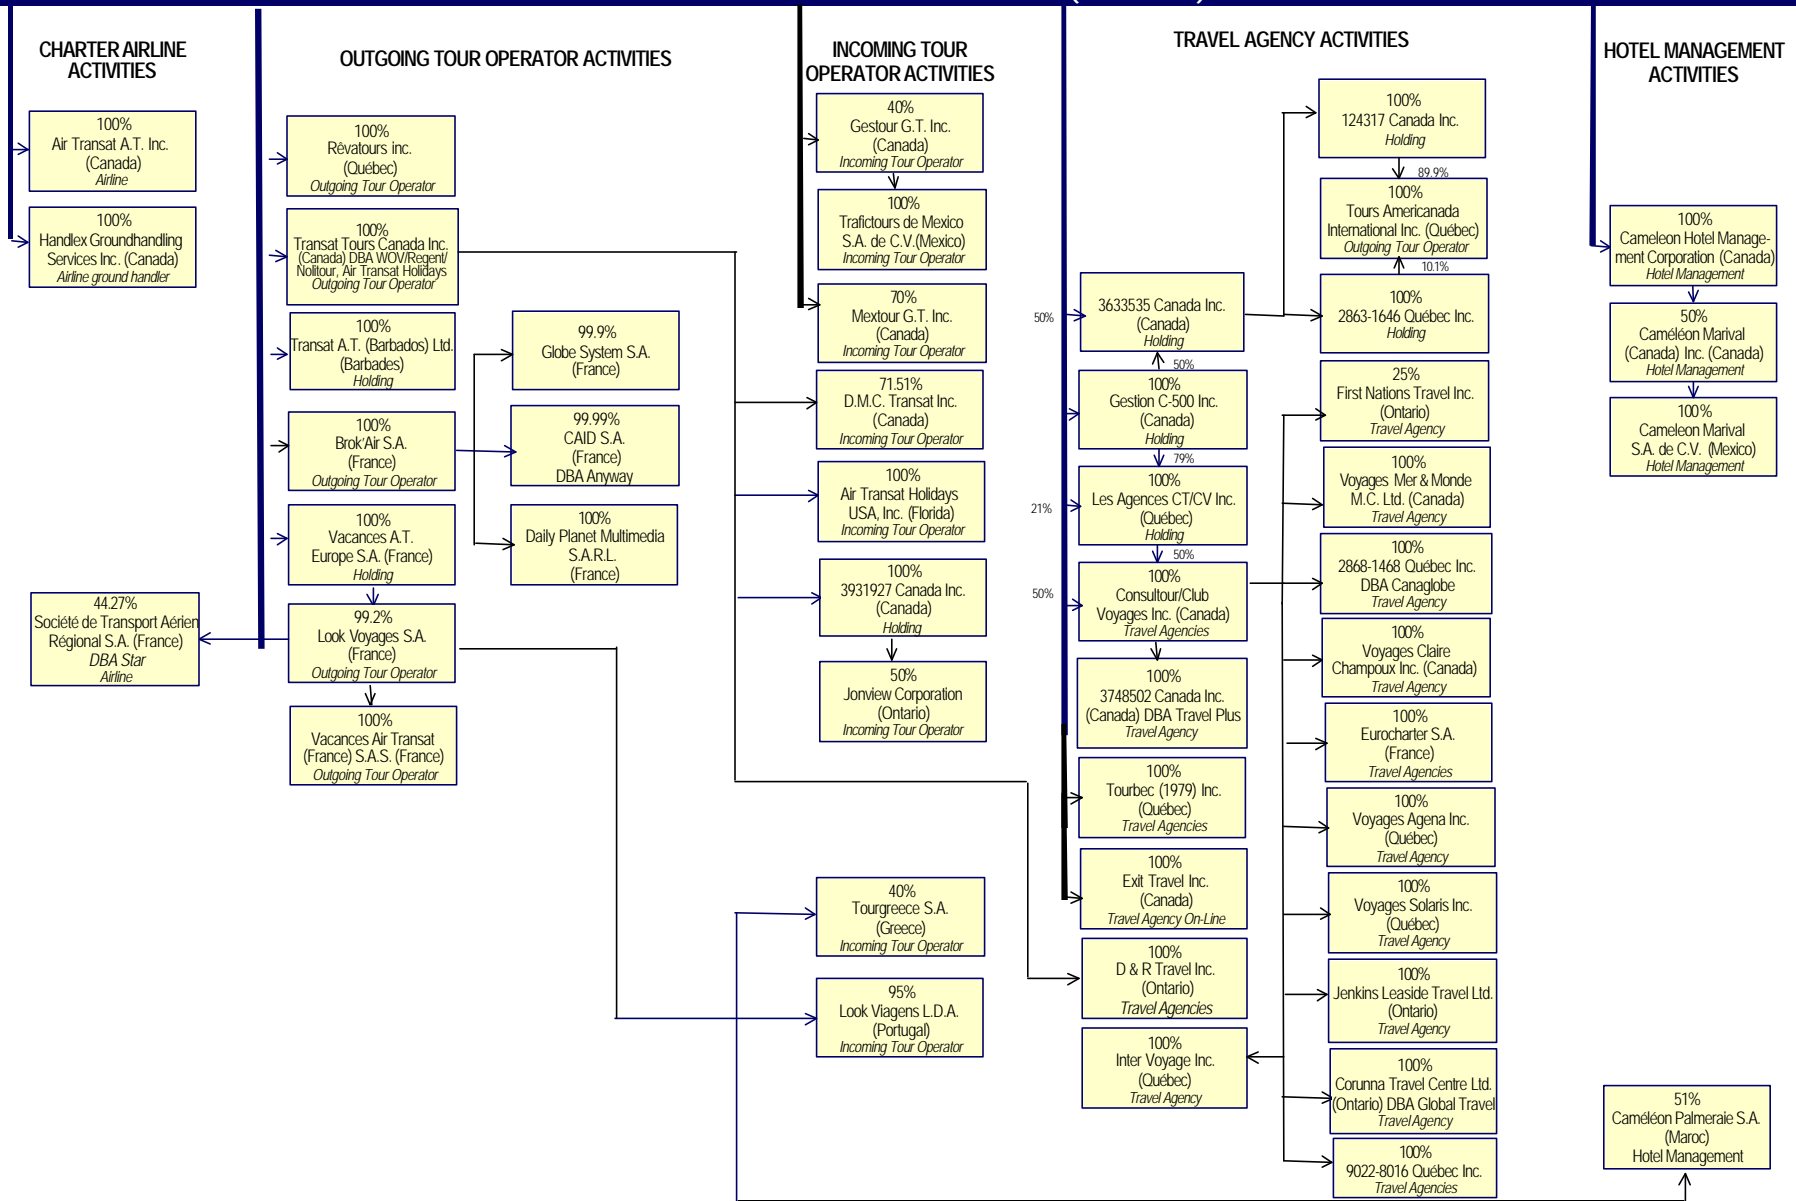 CHARTER AIRLINE
ACTIVITIES
100%
Air Transat A.T. Inc.
(Canada)
Airline
100%
Handlex Groundhandling
Services Inc. (Canada)
Airline ground handler
44.27%
Société de Transport Aérien
Régional S.A. (France)
DBA Star
Airline
OUTGOING TOUR OPERATOR ACTIVITIES
100%
Rêvatours inc.
(Québec)
Outgoing Tour Operator
100%
Transat Tours Canada Inc.
(Canada) DBA WOV/Regent/
Nolitour, Air Transat Holidays
Outgoing Tour Operator
100%
Transat A.T. (Barbados) Ltd.
(Barbades)
Holding
100%
Brok'Air S.A.
(France)
Outgoing Tour Operator
100%
Vacances A.T.
Europe S.A. (France)
Holding
99.2%
Look Voyages S.A.
(France)
Outgoing Tour Operator
100%
Vacances Air Transat
(France) S.A.S. (France)
Outgoing Tour Operator
99.9%
Globe System S.A.
(France)
99.99%
CAID S.A.
(France)
DBA Anyway
100%
Daily Planet Multimedia
S.A.R.L.
(France)
INCOMING TOUR
OPERATOR ACTIVITIES
40%
Gestour G.T. Inc.
(Canada)
Incoming Tour Operator
100%
Trafictours de Mexico
S.A. de C.V.(Mexico)
Incoming Tour Operator
70%
Mextour G.T. Inc.
(Canada)
Incoming Tour Operator
71.51%
D.M.C. Transat Inc.
(Canada)
Incoming Tour Operator
100%
Air Transat Holidays
USA, Inc. (Florida)
Incoming Tour Operator
100%
3931927 Canada Inc.
(Canada)
Holding
50%
Jonview Corporation
(Ontario)
Incoming Tour Operator
40%
Tourgreece S.A.
(Greece)
Incoming Tour Operator
95%
Look Viagens L.D.A.
(Portugal)
Incoming Tour Operator
TRAVEL AGENCY ACTIVITIES
50%
3633535 Canada Inc.
(Canada)
Holding
50%
100%
Gestion C-500 Inc.
(Canada)
Holding
79%
21%
100%
Les Agences CT/CV Inc.
(Québec)
Holding
50%
50%
100%
Consultour/Club
Voyages Inc. (Canada)
Travel Agencies
100%
3748502 Canada Inc.
(Canada) DBA Travel Plus
Travel Agency
100%
Tourbec (1979) Inc.
(Québec)
Travel Agencies
100%
Exit Travel Inc.
(Canada)
Travel Agency On-Line
100%
D & R Travel Inc.
(Ontario)
Travel Agencies
100%
Inter Voyage Inc.
(Québec)
Travel Agency
100%
124317 Canada Inc.
Holding
89.9%
100%
Tours Americanada
International Inc. (Québec)
Outgoing Tour Operator
10.1%
100%
2863-1646 Québec Inc.
Holding
25%
First Nations Travel Inc.
(Ontario)
Travel Agency
100%
Voyages Mer & Monde
M.C. Ltd. (Canada)
Travel Agency
100%
2868-1468 Québec Inc.
DBA Canaglobe
Travel Agency
100%
Voyages Claire
Champoux Inc. (Canada)
Travel Agency
100%
Eurocharter S.A.
(France)
Travel Agencies
100%
Voyages Agena Inc.
(Québec)
Travel Agency
100%
Voyages Solaris Inc.
(Québec)
Travel Agency
100%
Jenkins Leaside Travel Ltd.
(Ontario)
Travel Agency
100%
Corunna Travel Centre Ltd.
(Ontario) DBA Global Travel
Travel Agency
100%
9022-8016 Québec Inc.
Travel Agencies
HOTEL MANAGEMENT
ACTIVITIES
100%
Cameleon Hotel Manage-
ment Corporation (Canada)
Hotel Management
50%
Caméléon Marival
(Canada) Inc. (Canada)
Hotel Management
100%
Cameleon Marival
S.A. de C.V. (Mexico)
Hotel Management
51%
Caméléon Palmeraie S.A.
(Maroc)
Hotel Management